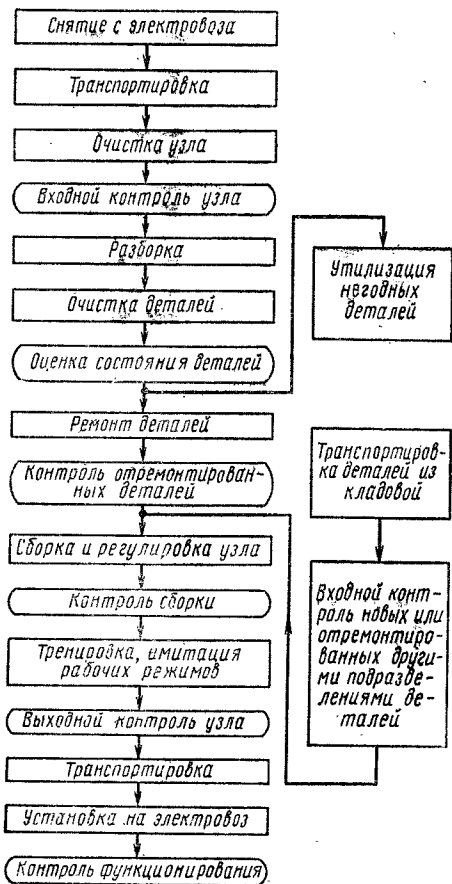 Снятие с электровоза
Транспортировка
Очистка узла
Входной контроль узла
Разборка
Очистка деталей
Оценка состояния деталей
Ремонт деталей
Контроль отремонтирован-
ных деталей
Сборка и регулировка узла
Контроль сборки
Тренировка, имитация
рабочих режимов
Выходной контроль узла
Транспортировка
Установка на электровоз
Контроль функционирования
Утилизация
негодных
деталей
Транспортиров-
ка деталей из
кладовой
Входной конт-
роль новых или
отремонтиро-
ванных други-
ми подразде-
лениями де-
талей